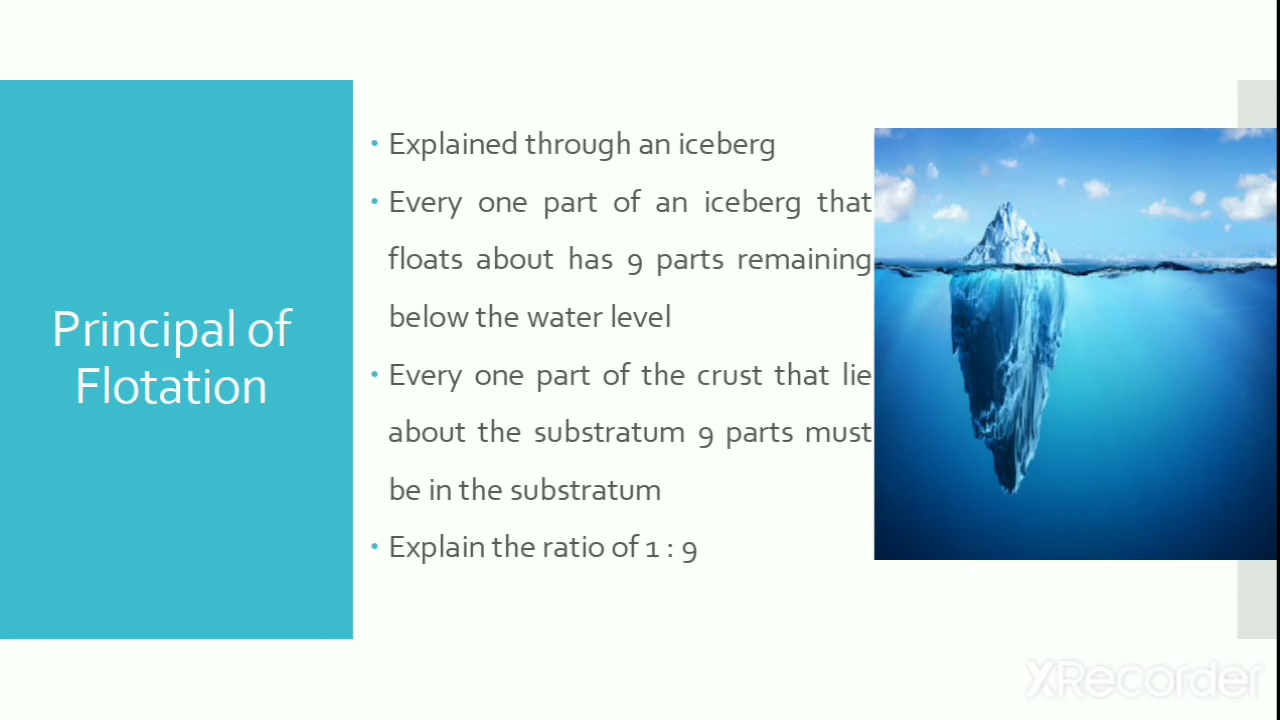 Principal of
Flotation
• Explained through an iceberg
• Every one part of an iceberg that
floats about has 9 parts remaining
below the water level
• Every one part of the crust that lie
about the substratum 9 parts must
be in the substratum
• Explain the ratio of 1 : 9
XRecorder